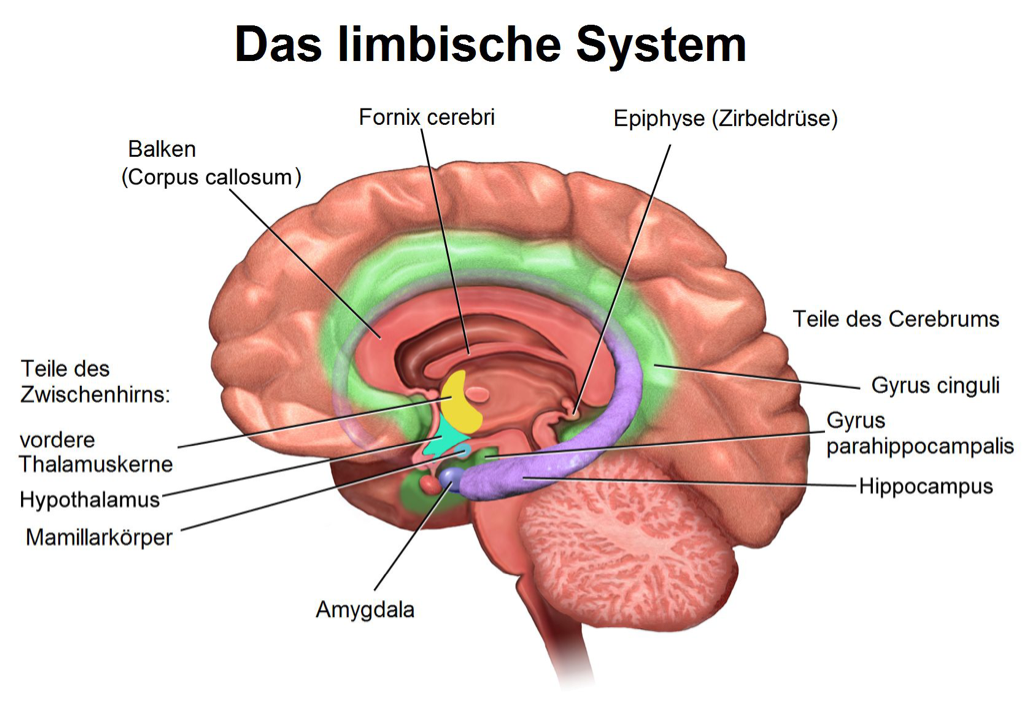 Das limbische System
Fornix cerebri
Epiphyse (Zirbeldrüse)
Balken
(Corpus callosum)
Teile des Cerebrums
Teile des
Zwischenhirns:
Gyrus cinguli
Gyrus
parahippocampalis
vordere
Thalamuskerne
Hypothalamus
Hippocampus
Mamillarkörper
Amygdala